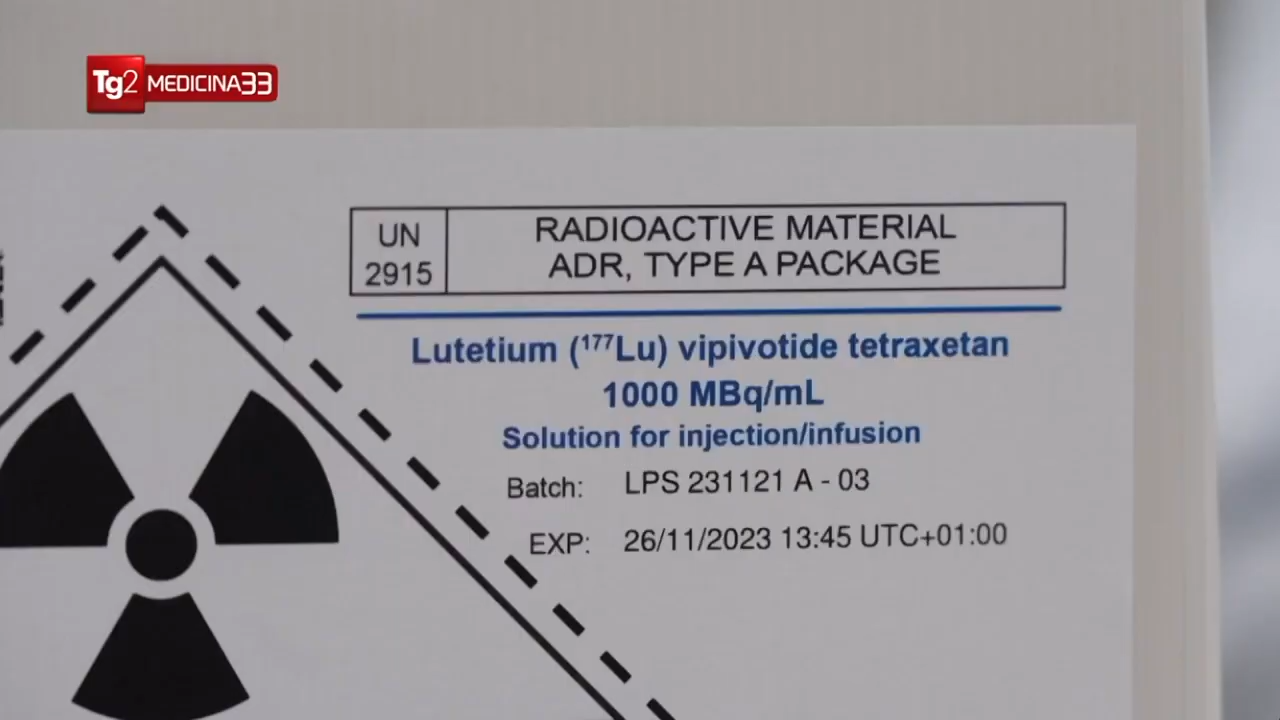 Tg2 MEDICINA33
UN
2915
RADIOACTIVE MATERIAL
ADR, TYPE A PACKAGE
Lutetium (¹⁷⁷Lu) vipivotide tetraxetan
1000 MBq/mL
Solution for injection/infusion
Batch: LPS 231121 A - 03
EXP: 26/11/2023 13:45 UTC+01:00